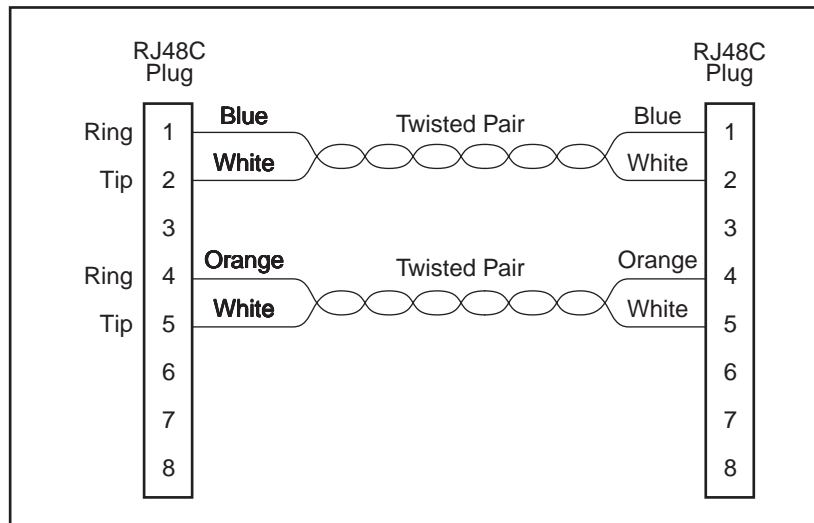 RJ48C Plug
RJ48C Plug
Ring 1 Blue Twisted Pair Blue 1
Tip 2 White White 2
3 3
Ring 4 Orange Twisted Pair Orange 4
Tip 5 White White 5
6 6
7 7
8 8